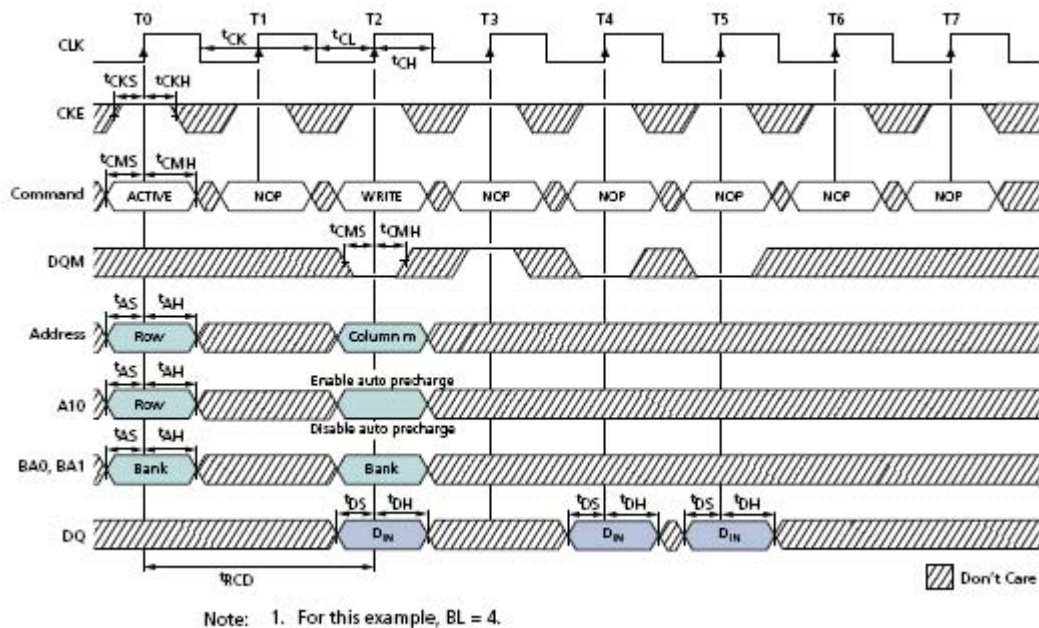 T0 T1 T2 T3 T4 T5 T6 T7
CLK
tCK tCL
tCH
tCKS tCKH
CKE
tCMS tCMH
Command ACTIVE NOP WRITE NOP NOP NOP NOP NOP
tCMS tCMH
DQM
tAS tAH
Address Row Column m
tAS tAH Enable auto precharge
A10 Row
tAS tAH Disable auto precharge
BA0, BA1 Bank Bank
tDS tDH tDS tDH tDS tDH
DQ DIN DIN DIN
tRCD
Don't Care
Note: 1. For this example, BL = 4.